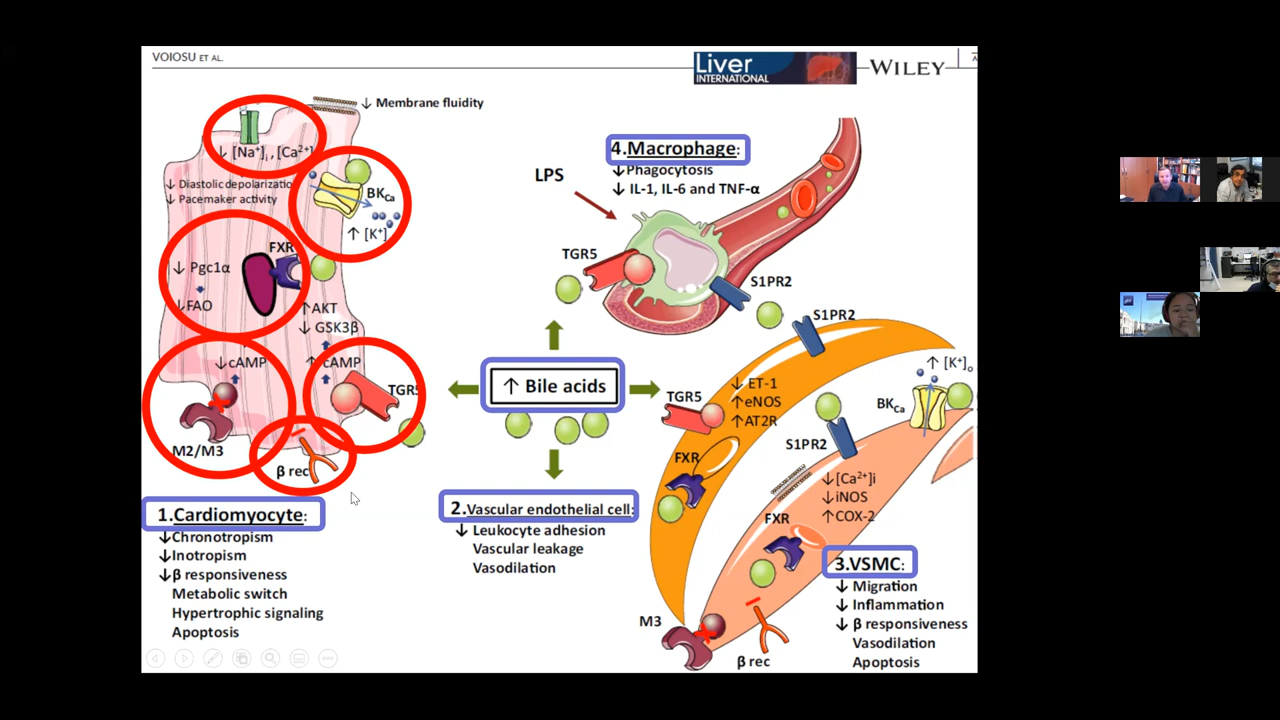 VOIOSU ET AL.
Liver
INTERNATIONAL
WILEY
↓ Membrane fluidity
↓ [Na⁺]i , [Ca²⁺]
↓ Diastolic depolarizatio
↓ Pacemaker activity
BKCa
↑ [K⁺]
FXR
↓ Pgc1α
↓FAO
↑AKT
↓ GSK3β
↓cAMP
↑ cAMP
TGR5
M2/M3
β rec
1.Cardiomyocyte:
↓Chronotropism
↓Inotropism
↓β responsiveness
Metabolic switch
Hypertrophic signaling
Apoptosis
↑ Bile acids
2.Vascular endothelial cell:
↓ Leukocyte adhesion
Vascular leakage
Vasodilation
4.Macrophage:
↓Phagocytosis
↓ IL-1, IL-6 and TNF-α
LPS
TGR5
S1PR2
S1PR2
TGR5
↓ ET-1
↑eNOS
↑AT2R
FXR
↑ [K⁺]o
BKCa
S1PR2
↓[Ca²⁺]i
↓iNOS
↑COX-2
FXR
3.VSMC:
↓ Migration
↓ Inflammation
↓ β responsiveness
Vasodilation
Apoptosis
M3
β rec